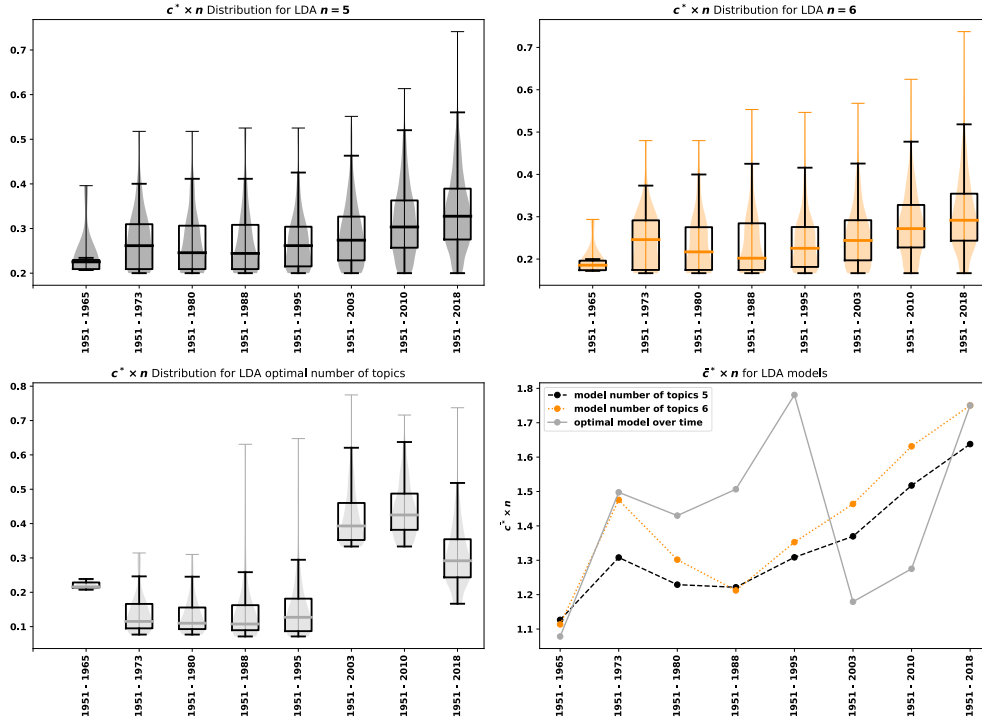 c* × n Distribution for LDA n = 5
0.7
0.6
0.5
0.4
0.3
0.2
1951 - 1965
1951 - 1973
1951 - 1980
1951 - 1988
1951 - 1995
1951 - 2003
1951 - 2010
1951 - 2018
c* × n Distribution for LDA n = 6
0.7
0.6
0.5
0.4
0.3
0.2
1951 - 1965
1951 - 1973
1951 - 1980
1951 - 1988
1951 - 1995
1951 - 2003
1951 - 2010
1951 - 2018
c* × n Distribution for LDA optimal number of topics
0.8
0.7
0.6
0.5
0.4
0.3
0.2
0.1
1951 - 1965
1951 - 1973
1951 - 1980
1951 - 1988
1951 - 1995
1951 - 2003
1951 - 2010
1951 - 2018
c̄* × n for LDA models
model number of topics 5
model number of topics 6
optimal model over time
c̄* × n
1.8
1.7
1.6
1.5
1.4
1.3
1.2
1.1
1951 - 1965
1951 - 1973
1951 - 1980
1951 - 1988
1951 - 1995
1951 - 2003
1951 - 2010
1951 - 2018